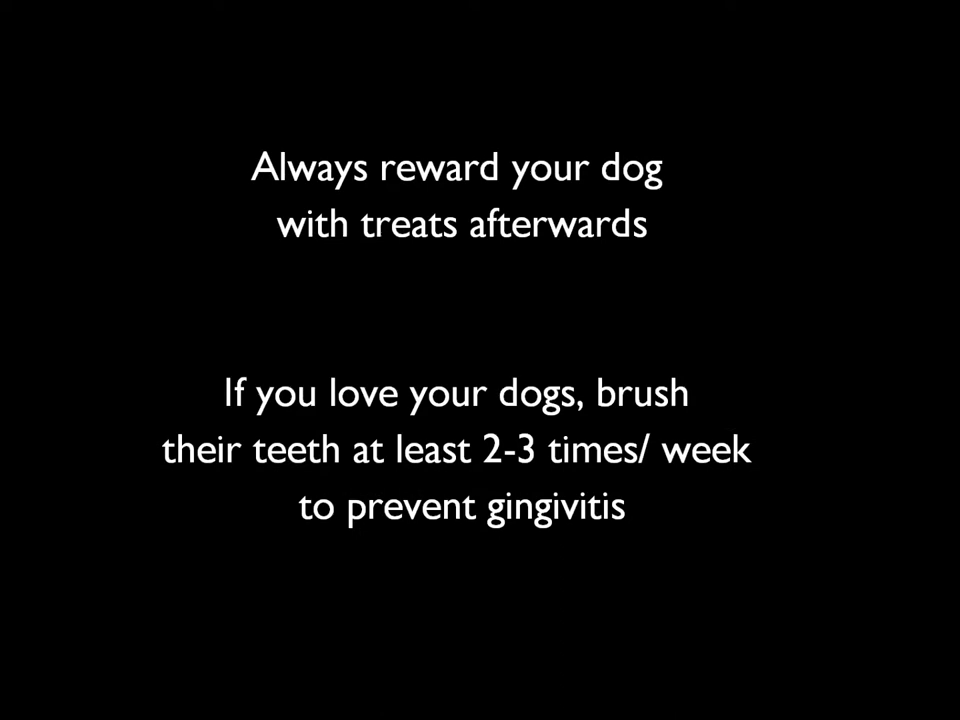 Always reward your dog
with treats afterwards
If you love your dogs, brush
their teeth at least 2-3 times/ week
to prevent gingivitis